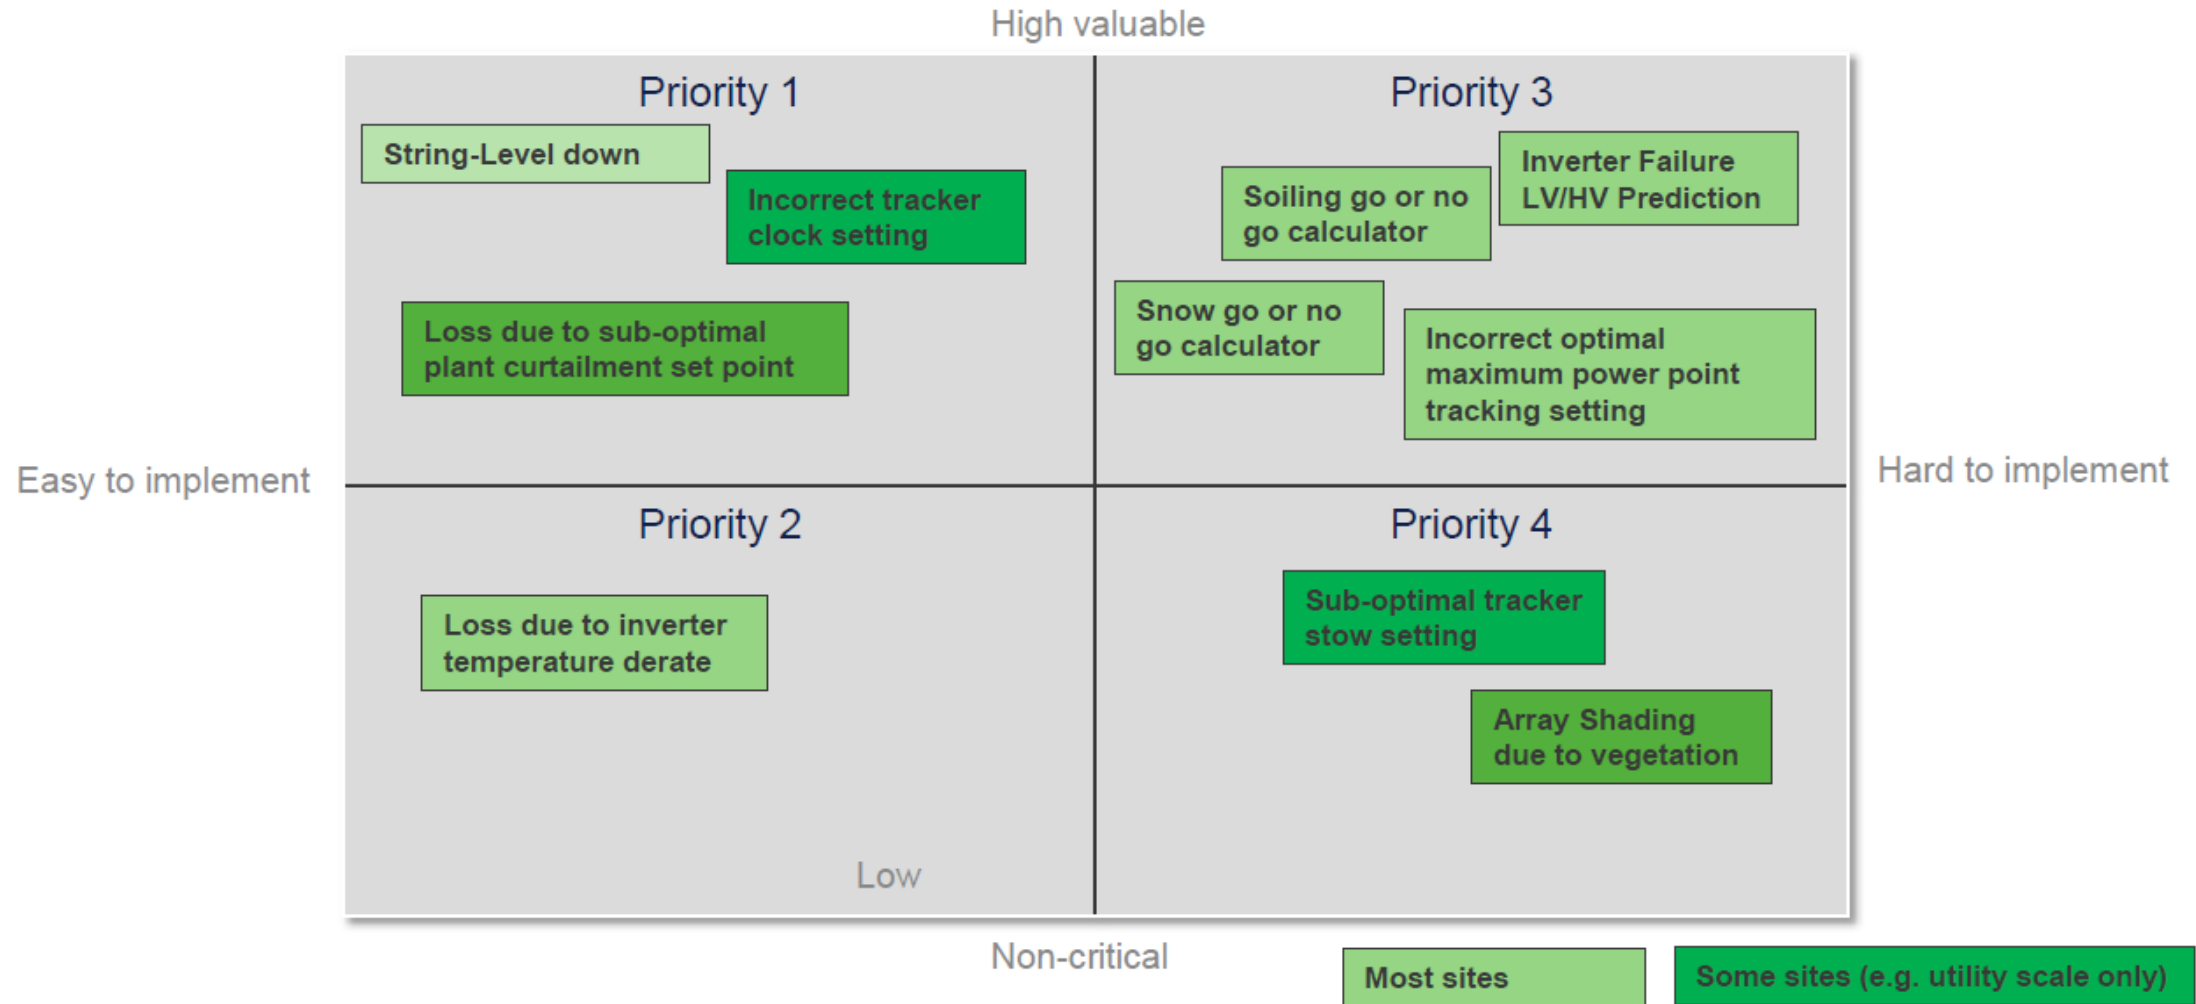 High valuable
Priority 1
String-Level down
Incorrect tracker
clock setting
Loss due to sub-optimal
plant curtailment set point
Priority 3
Inverter Failure
LV/HV Prediction
Soiling go or no
go calculator
Snow go or no
go calculator
Incorrect optimal
maximum power point
tracking setting
Easy to implement
Hard to implement
Priority 2
Loss due to inverter
temperature derate
Low
Priority 4
Sub-optimal tracker
stow setting
Array Shading
due to vegetation
Non-critical
Most sites
Some sites (e.g. utility scale only)